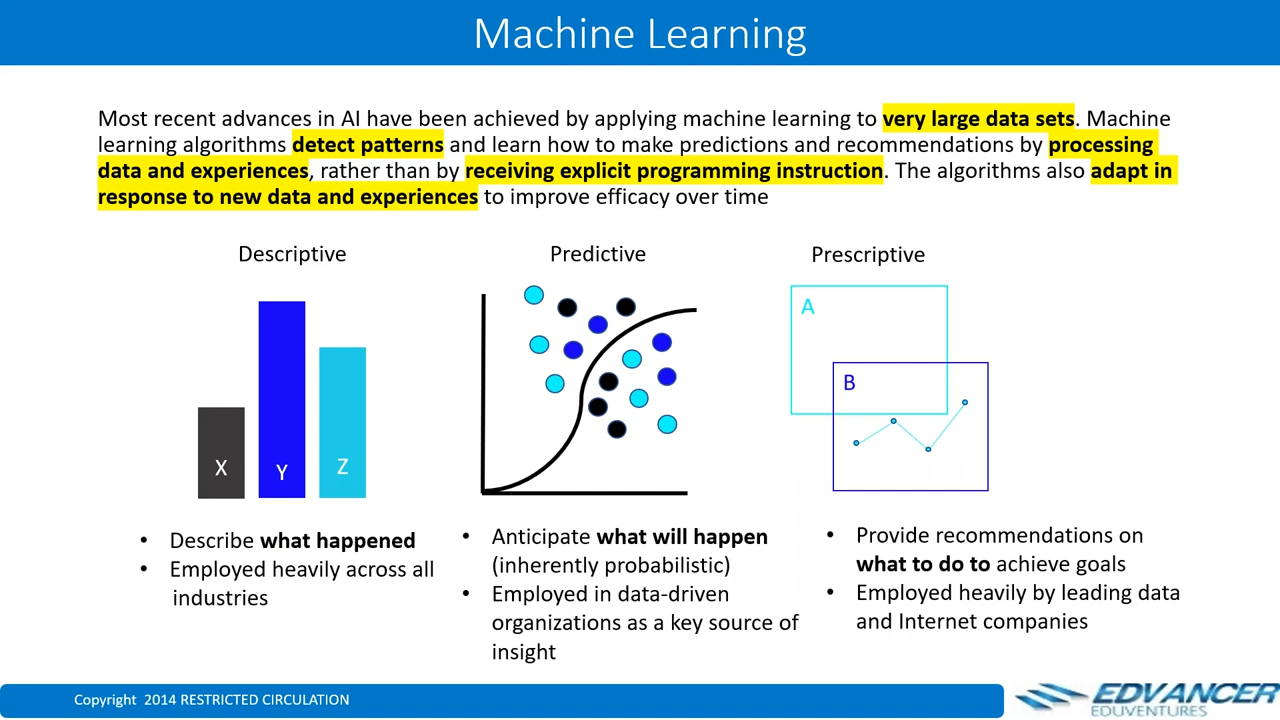 Machine Learning
Most recent advances in AI have been achieved by applying machine learning to very large data sets. Machine
learning algorithms detect patterns and learn how to make predictions and recommendations by processing
data and experiences, rather than by receiving explicit programming instruction. The algorithms also adapt in
response to new data and experiences to improve efficacy over time
Descriptive
X
Y
Z
• Describe what happened
• Employed heavily across all
industries
Predictive
• Anticipate what will happen
(inherently probabilistic)
• Employed in data-driven
organizations as a key source of
insight
Prescriptive
A
B
• Provide recommendations on
what to do to achieve goals
• Employed heavily by leading data
and Internet companies
Copyright 2014 RESTRICTED CIRCULATION
EDVANCER
EDUVENTURES